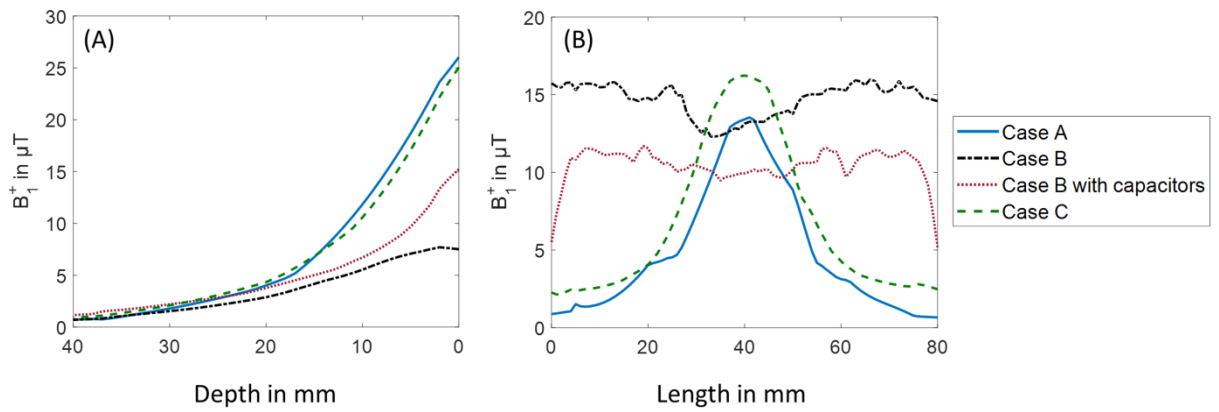 (A)
30
25
20
15
10
5
0
B₁⁺ in µT
40
30
20
10
0
Depth in mm
(B)
20
15
10
5
0
B₁⁺ in µT
0
20
40
60
80
Length in mm
Case A
Case B
Case B with capacitors
Case C